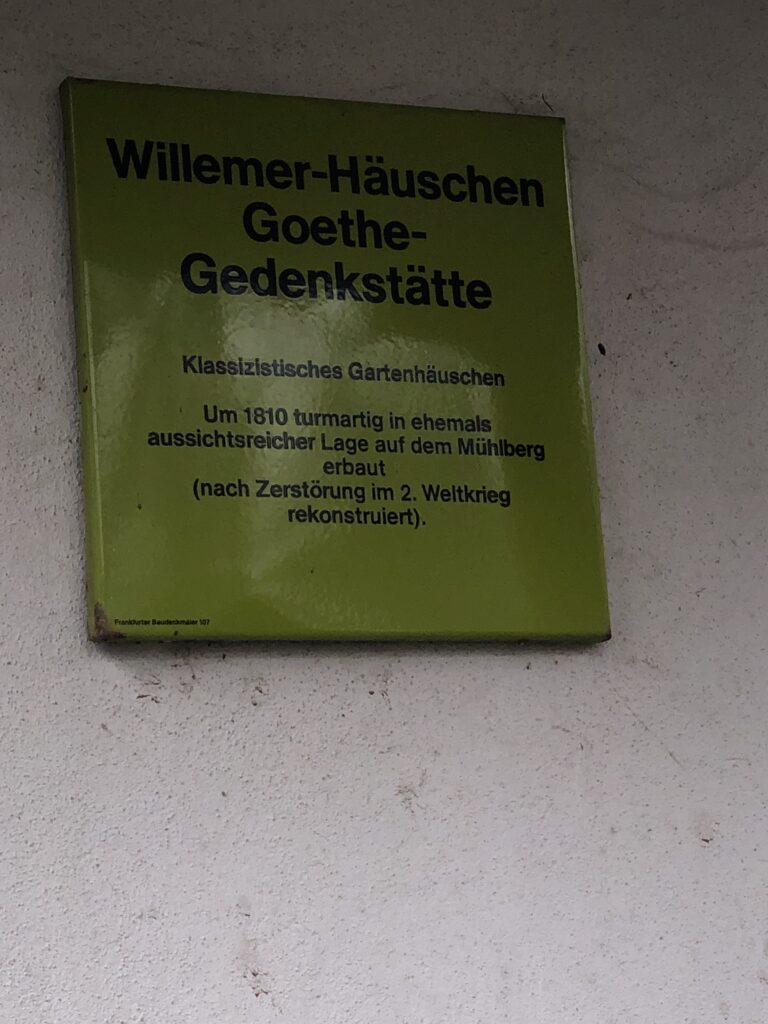 Willemer-Häuschen
Goethe-
Gedenkstätte
Klassizistisches Gartenhäuschen
Um 1810 turmartig in ehemals
aussichtsreicher Lage auf dem Mühlberg
erbaut
(nach Zerstörung im 2. Weltkrieg
rekonstruiert).
Frankfurter Baudenkmäler 107